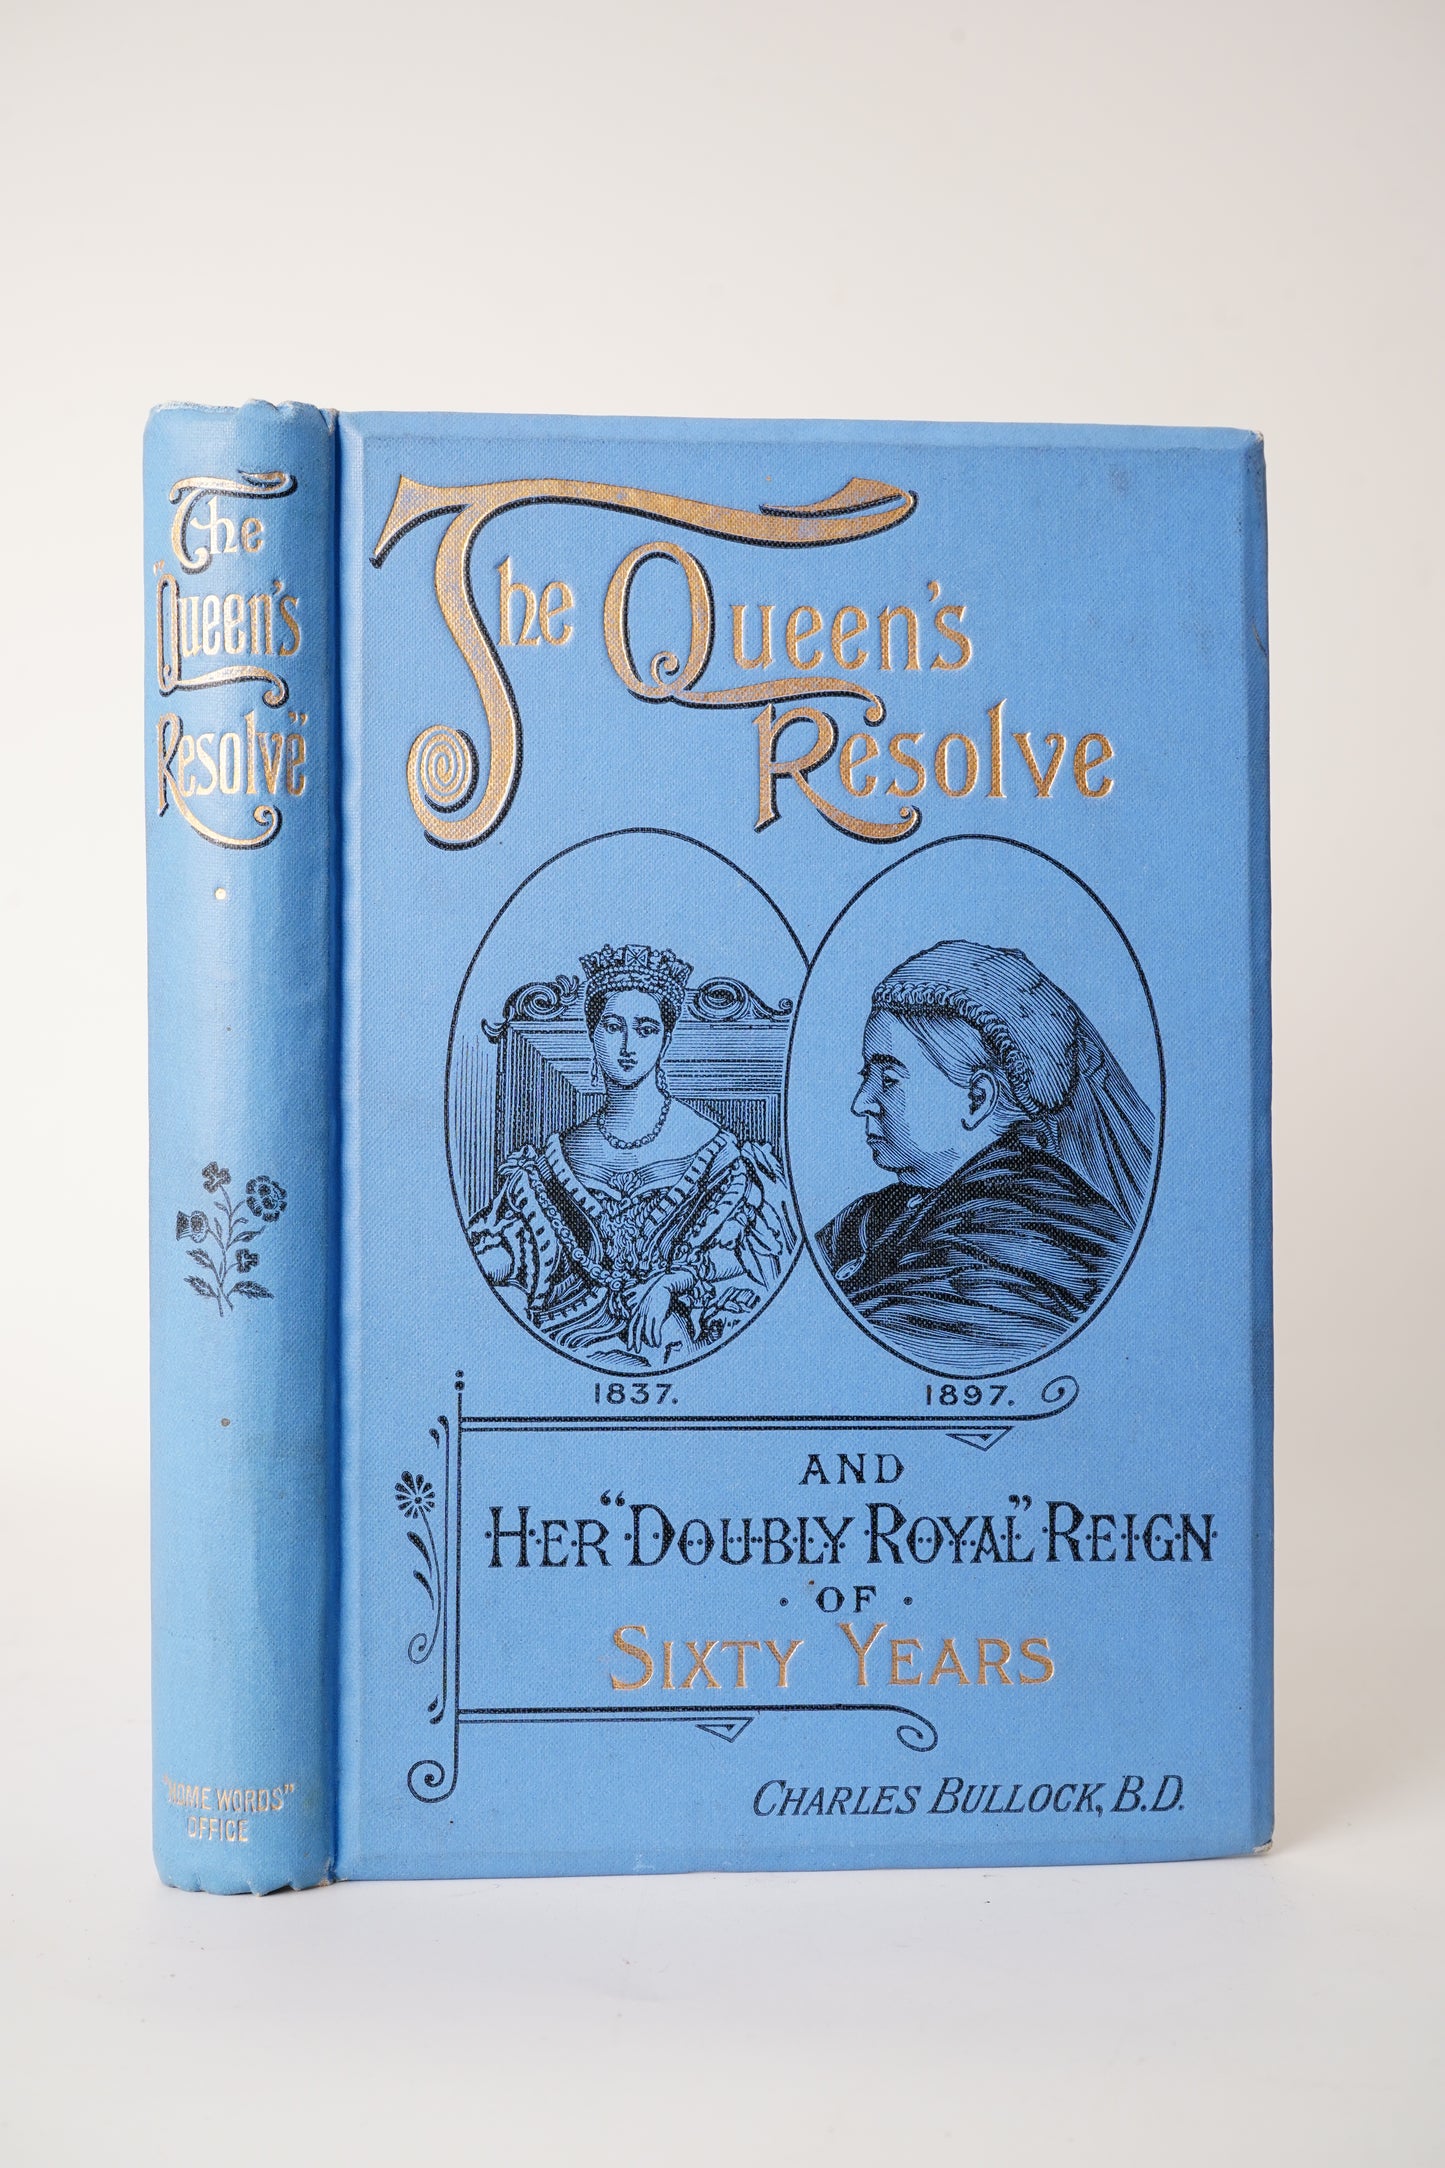 The
"Queen's
Resolve"
"HOME WORDS"
OFFICE
The Queen's
Resolve
1837.
1897.
AND
HER "DOUBLY ROYAL" REIGN
· OF ·
SIXTY YEARS
CHARLES BULLOCK, B.D.